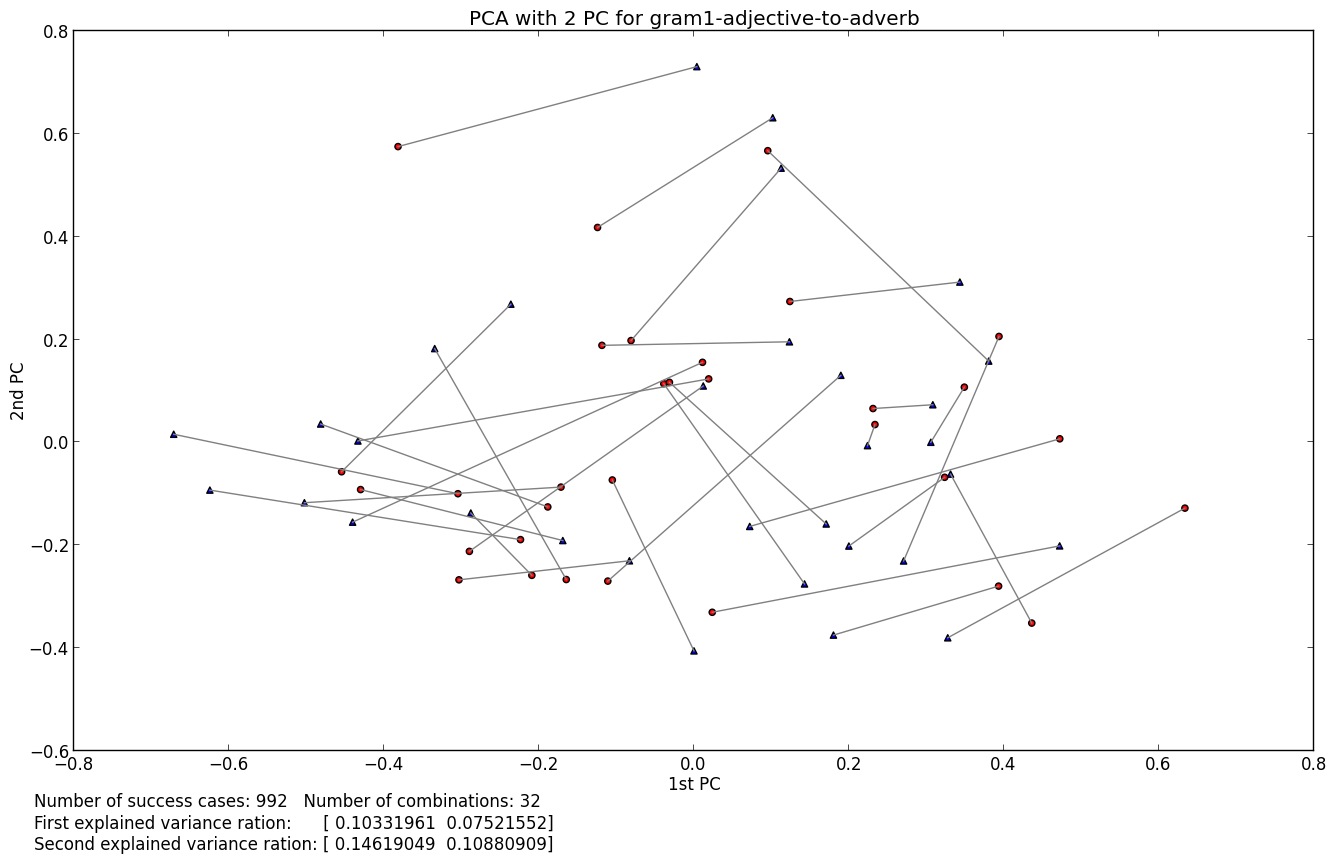 PCA with 2 PC for gram1-adjective-to-adverb
0.8
0.6
0.4
0.2
0.0
−0.2
−0.4
−0.6
2nd PC
−0.8 −0.6 −0.4 −0.2 0.0 0.2 0.4 0.6 0.8
1st PC
Number of success cases: 992 Number of combinations: 32
First explained variance ration: [ 0.10331961 0.07521552]
Second explained variance ration: [ 0.14619049 0.10880909]